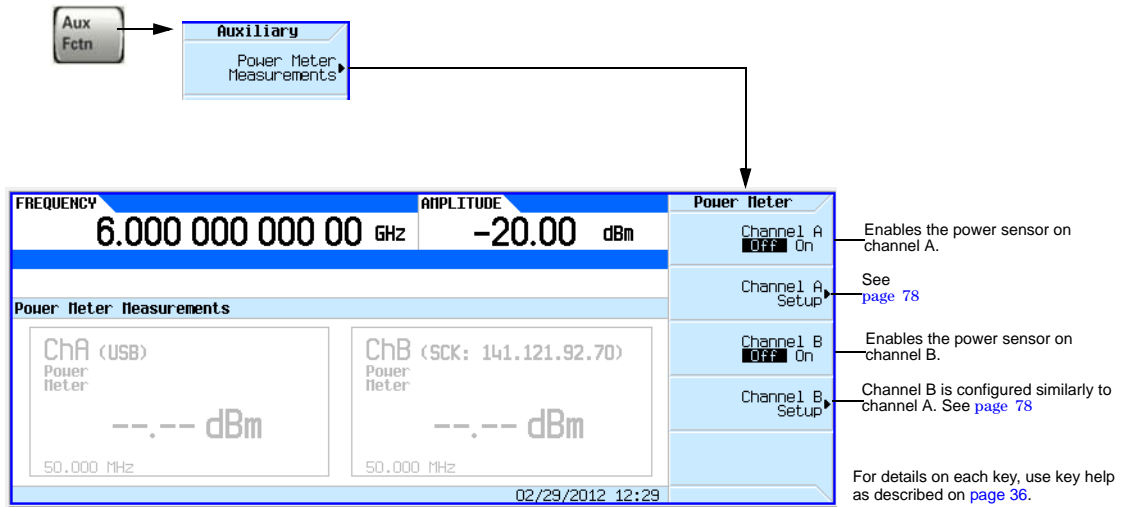 Aux
Fctn
Auxiliary
Power Meter
Measurements
FREQUENCY
6.000 000 000 00 GHz
AMPLITUDE
-20.00 dBm
Power Meter Measurements
ChA (USB)
Power
Meter
--.-- dBm
50.000 MHz
ChB (SCK: 141.121.92.70)
Power
Meter
--.-- dBm
50.000 MHz
02/29/2012 12:29
Power Meter
Channel A
Off On
Channel A
Setup
Channel B
Off On
Channel B
Setup
Enables the power sensor on
channel A.
See
page 78
Enables the power sensor on
channel B.
Channel B is configured similarly to
channel A. See page 78
For details on each key, use key help
as described on page 36.